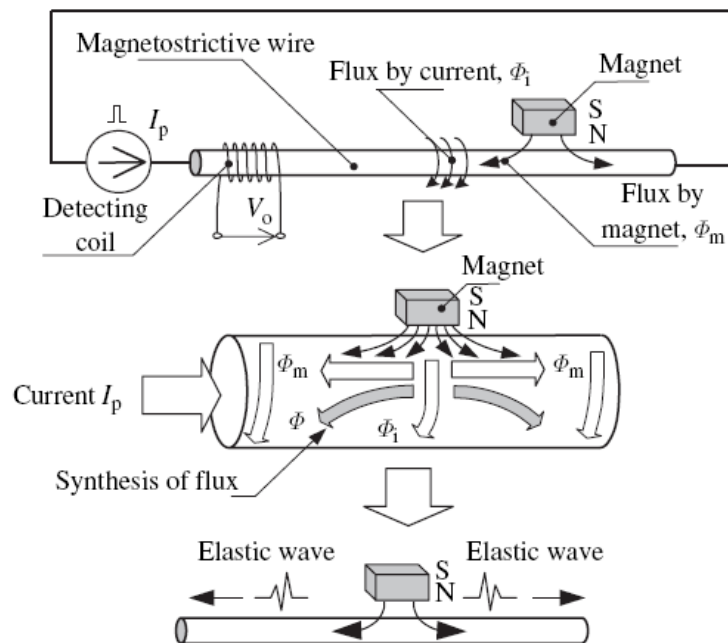 Magnetostrictive wire
Flux by current, Φi
Magnet
S
N
Ip
Detecting
coil
Vo
Flux by
magnet, Φm
Magnet
S
N
Φm
Φm
Current Ip
Φ
Φi
Synthesis of flux
Elastic wave
S
N
Elastic wave